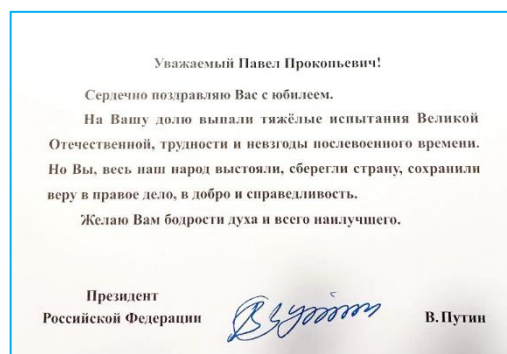 Уважаемый Павел Прокопьевич!
Сердечно поздравляю Вас с юбилеем.
На Вашу долю выпали тяжёлые испытания Великой
Отечественной, трудности и невзгоды послевоенного времени.
Но Вы, весь наш народ выстояли, сберегли страну, сохранили
веру в правое дело, в добро и справедливость.
Желаю Вам бодрости духа и всего наилучшего.
Президент
Российской Федерации
В. Путин